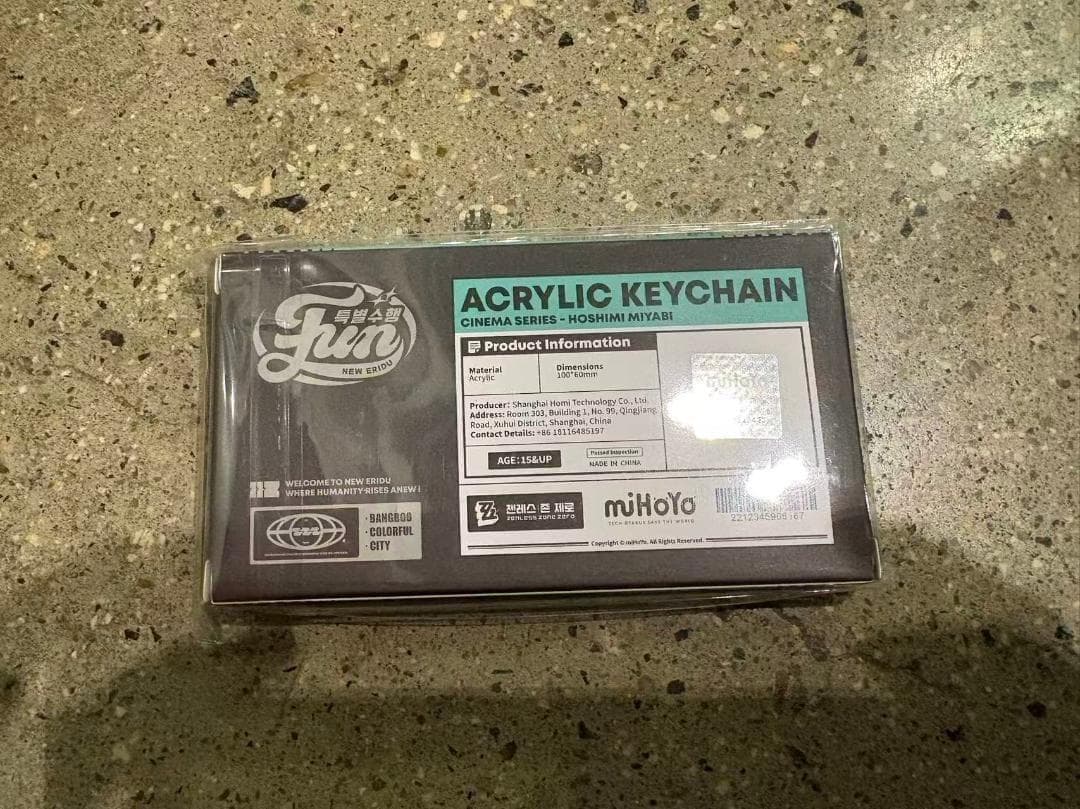 특별수행
Fun
NEW ERIDU
WELCOME TO NEW ERIDU
WHERE HUMANITY RISES ANEW!
· BANGBOO
· COLORFUL
· CITY
ACRYLIC KEYCHAIN
CINEMA SERIES - HOSHIMI MIYABI
Product Information
Material
Acrylic
Dimensions
100*60mm
Producer: Shanghai Homi Technology Co., Ltd.
Address: Room 303, Building 1, No. 99, Qingjiang
Road, Xuhui District, Shanghai, China
Contact Details: +86 18116485197
AGE:15&UP
Passed Inspection
MADE IN CHINA
miHoYo
젠레스 존 제로
ZENLESS ZONE ZERO
miHoYo
TECH OTAKUS SAVE THE WORLD
Copyright © miHoYo. All Rights Reserved.